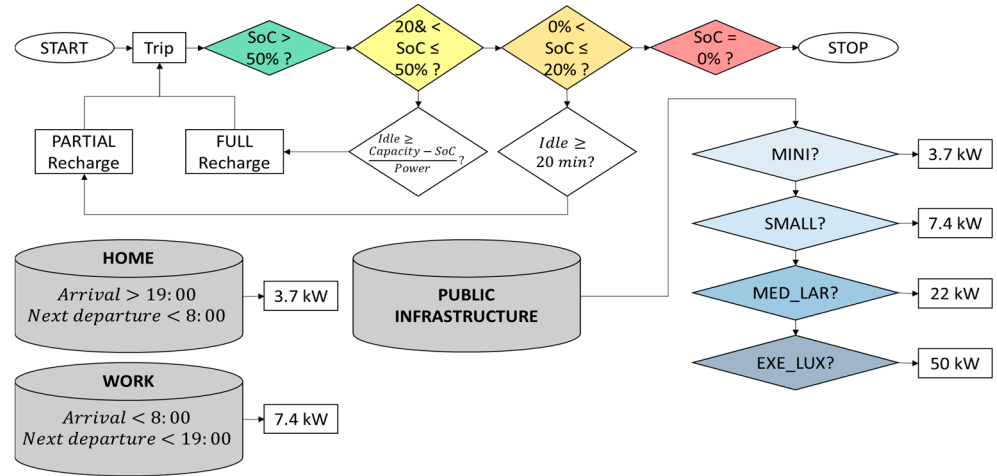 START
Trip
SoC >
50% ?
20& <
SoC ≤
50% ?
0% <
SoC ≤
20% ?
SoC =
0% ?
STOP
PARTIAL
Recharge
FULL
Recharge
Idle ≥
Capacity − SoC
Power
?
Idle ≥
20 min?
MINI?
3.7 kW
SMALL?
7.4 kW
MED_LAR?
22 kW
EXE_LUX?
50 kW
HOME
Arrival > 19: 00
Next departure < 8: 00
3.7 kW
PUBLIC
INFRASTRUCTURE
WORK
Arrival < 8: 00
Next departure < 19: 00
7.4 kW